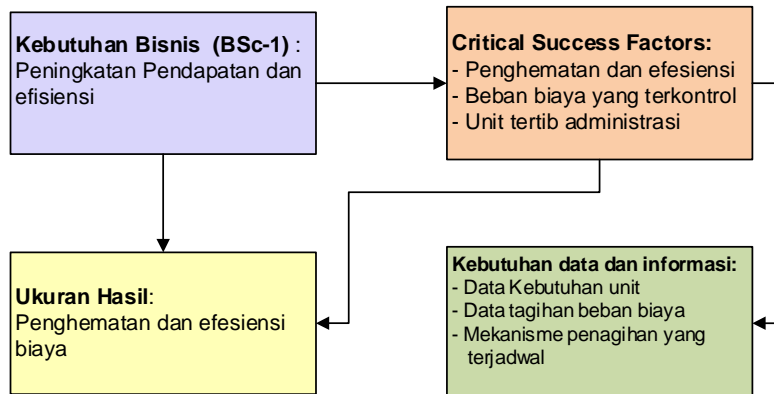 Kebutuhan Bisnis (BSc-1) :
Peningkatan Pendapatan dan
efisiensi
Critical Success Factors:
- Penghematan dan efesiensi
- Beban biaya yang terkontrol
- Unit tertib administrasi
Ukuran Hasil:
Penghematan dan efesiensi
biaya
Kebutuhan data dan informasi:
- Data Kebutuhan unit
- Data tagihan beban biaya
- Mekanisme penagihan yang
terjadwal